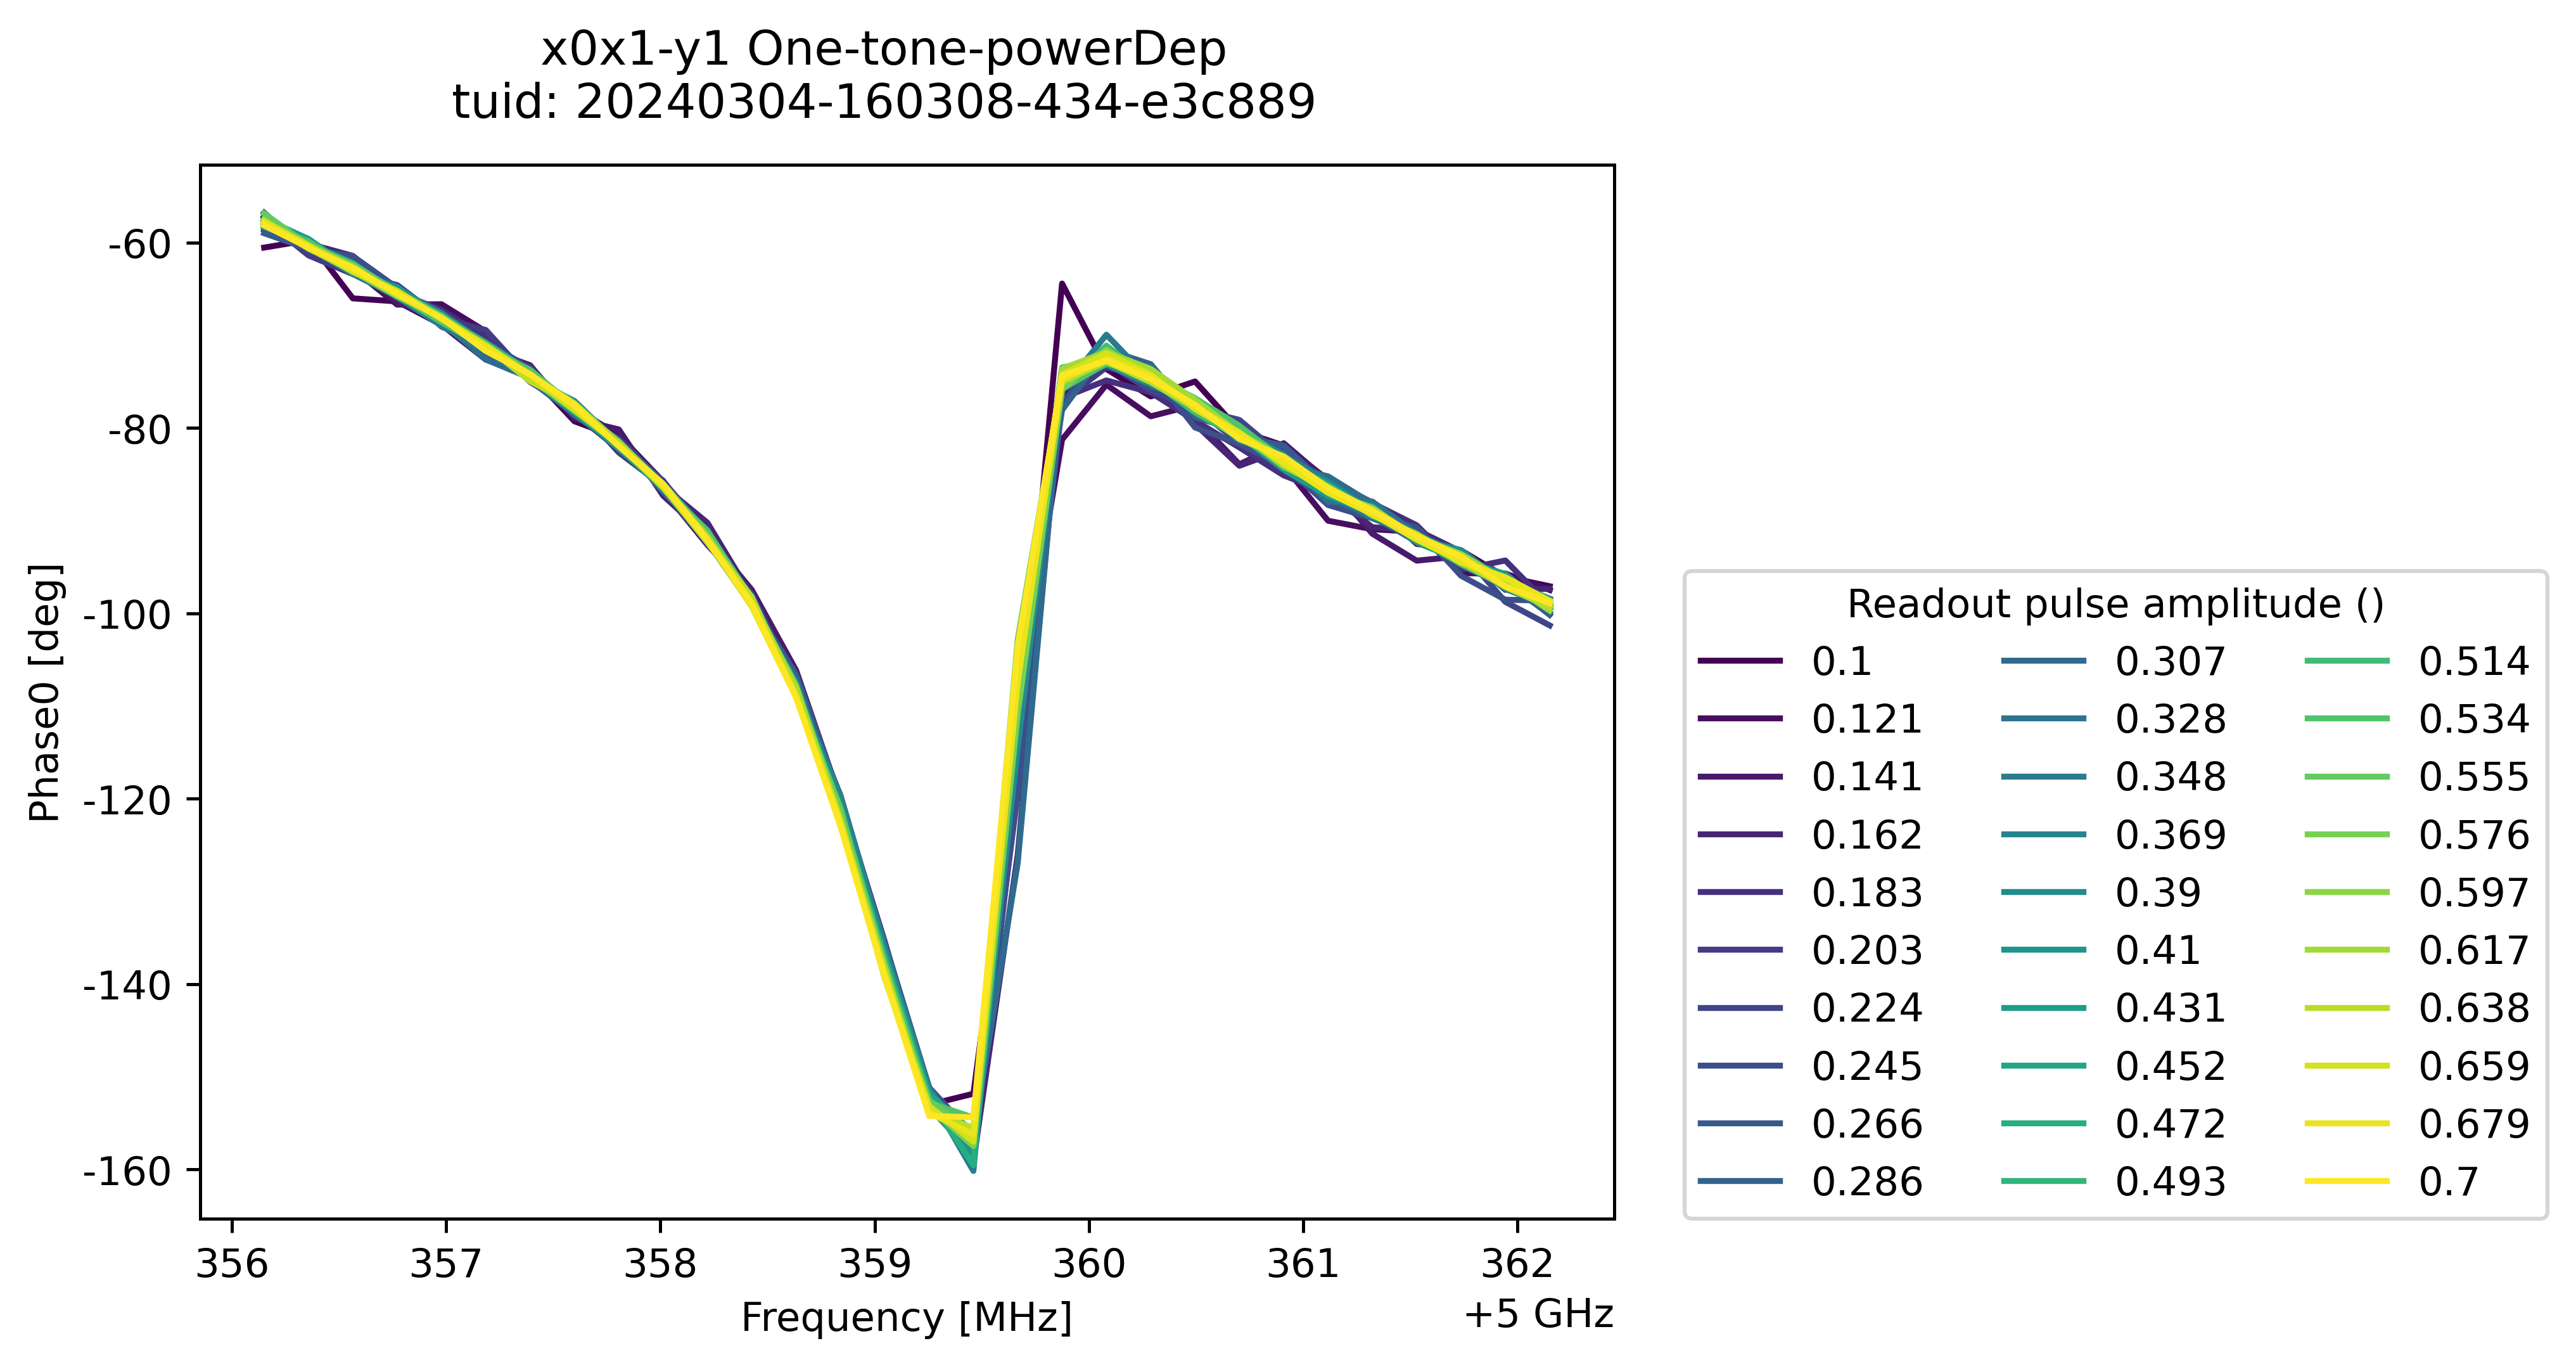 x0x1-y1 One-tone-powerDep
tuid: 20240304-160308-434-e3c889
Phase0 [deg]
-60
-80
-100
-120
-140
-160
356 357 358 359 360 361 362
Frequency [MHz]
+5 GHz
Readout pulse amplitude ()
0.1 0.307 0.514
0.121 0.328 0.534
0.141 0.348 0.555
0.162 0.369 0.576
0.183 0.39 0.597
0.203 0.41 0.617
0.224 0.431 0.638
0.245 0.452 0.659
0.266 0.472 0.679
0.286 0.493 0.7